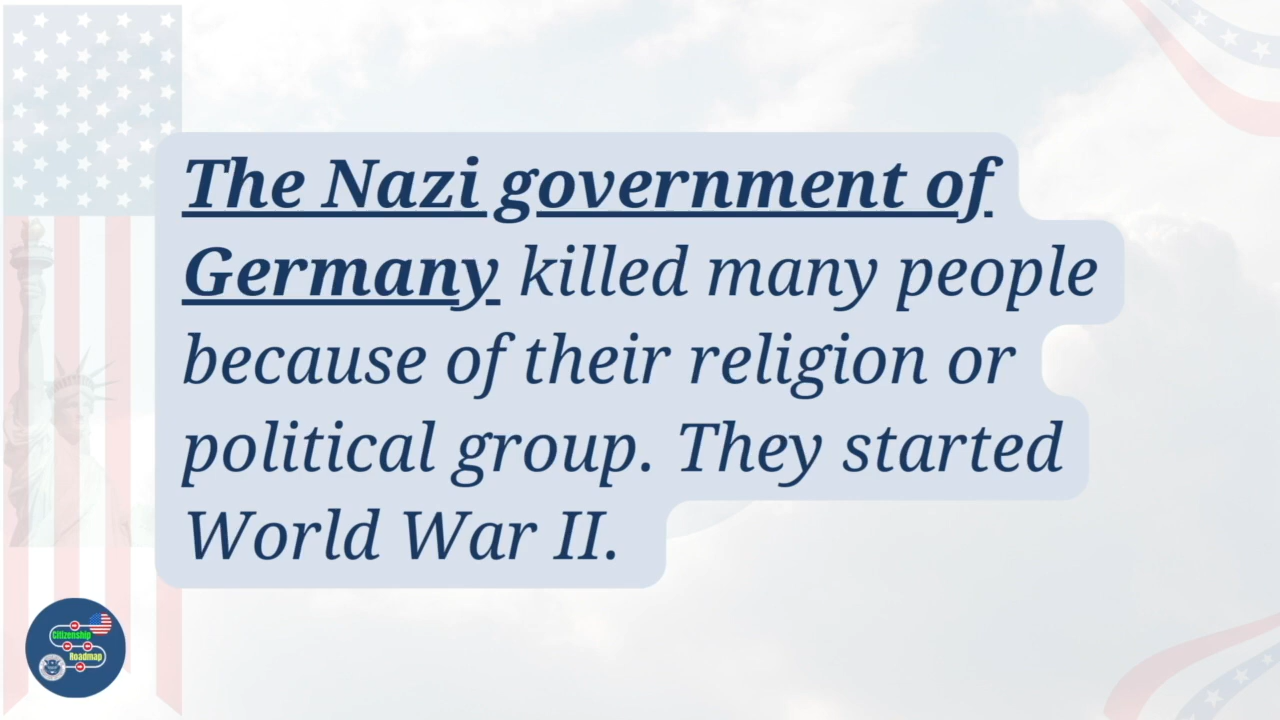 The Nazi government of
Germany killed many people
because of their religion or
political group. They started
World War II.
Citizenship
Roadmap